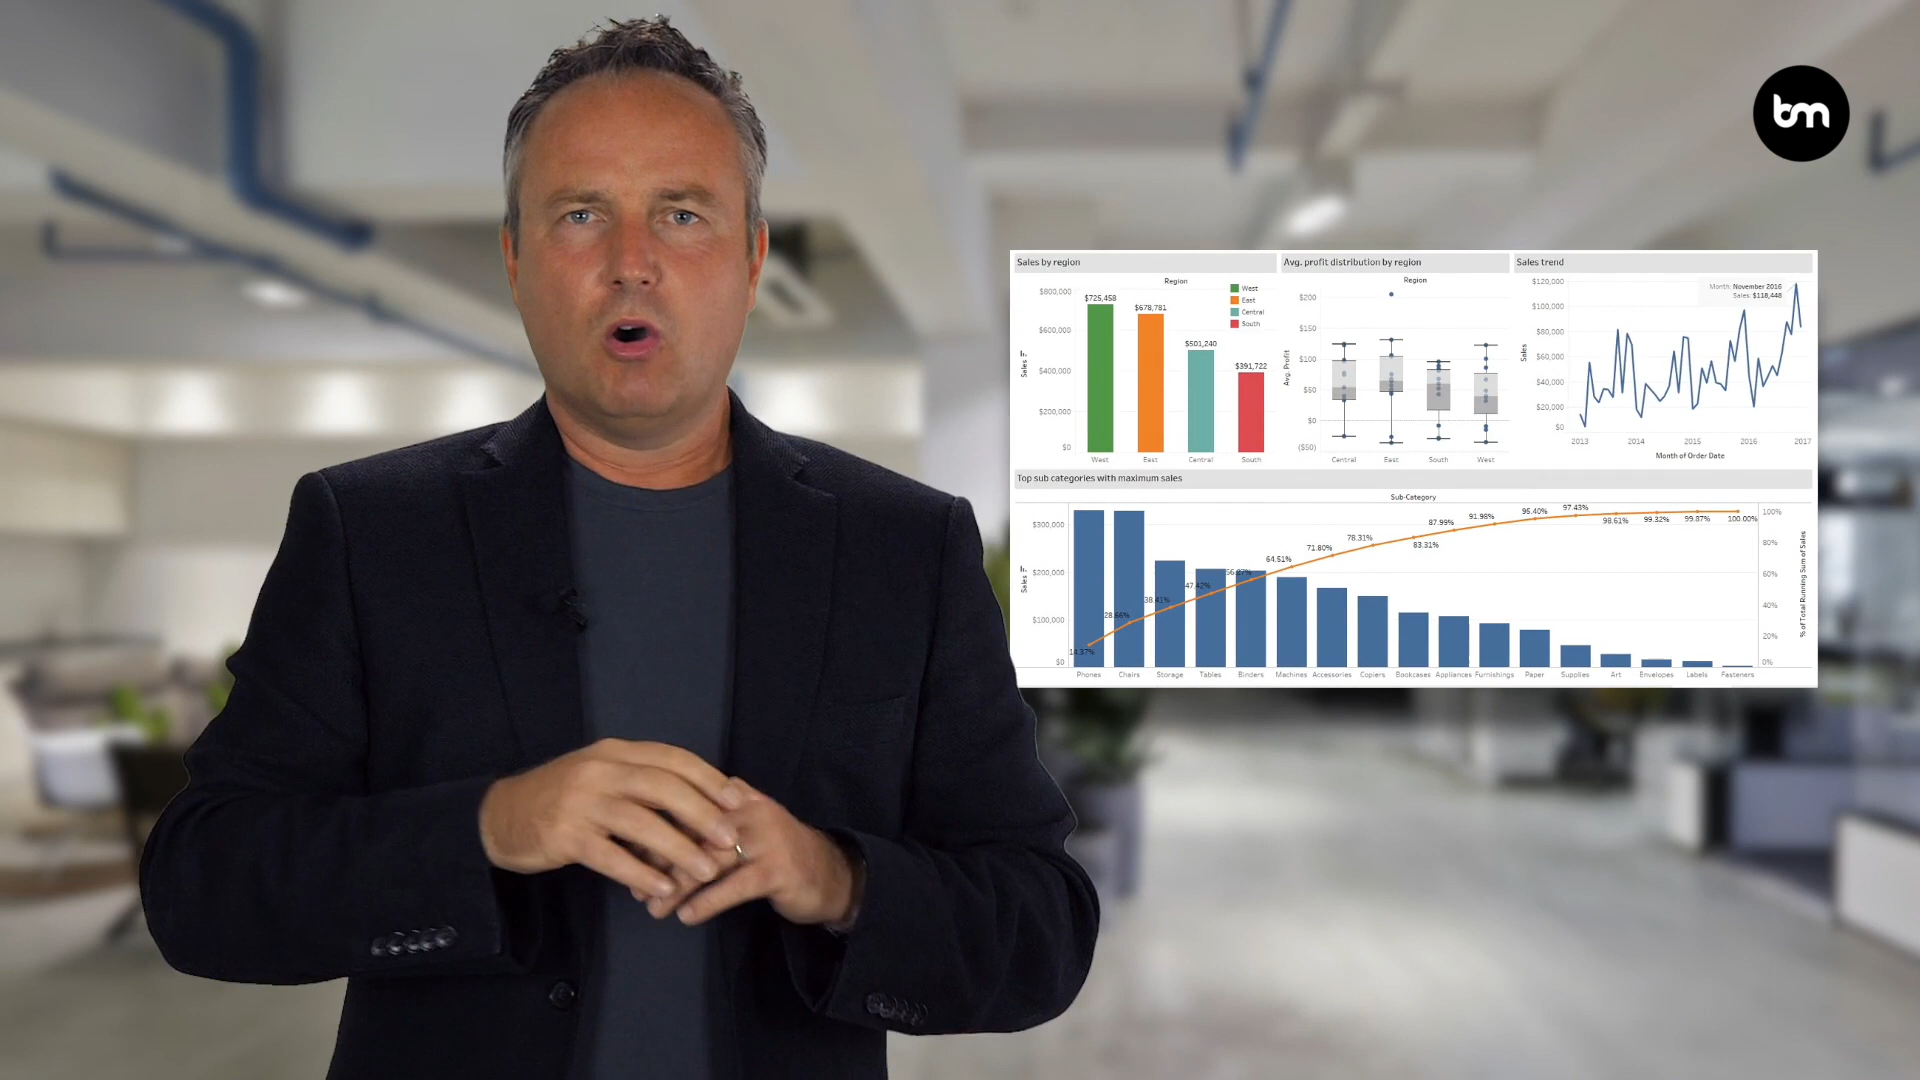 bm
Sales by region
Region
$800,000
$600,000
$400,000
$200,000
$0
Sales
$725,458
$678,781
$501,240
$391,722
West
East
Central
South
West
East
Central
South
Avg. profit distribution by region
Region
$200
$150
$100
$50
$0
($50)
Avg. Profit
Central
East
South
West
Sales trend
$120,000
$100,000
$80,000
$60,000
$40,000
$20,000
$0
Sales
Month: November 2016
Sales: $118,448
2013
2014
2015
2016
2017
Month of Order Date
Top sub categories with maximum sales
Sub-Category
$300,000
$200,000
$100,000
$0
Sales
14.37%
28.66%
38.41%
47.42%
56.27%
64.51%
71.80%
78.31%
83.31%
87.99%
91.98%
95.40%
97.43%
98.61%
99.32%
99.87%
100.00%
100%
80%
60%
40%
20%
0%
% of Total Running Sum of Sales
Phones
Chairs
Storage
Tables
Binders
Machines
Accessories
Copiers
Bookcases
Appliances
Furnishings
Paper
Supplies
Art
Envelopes
Labels
Fasteners